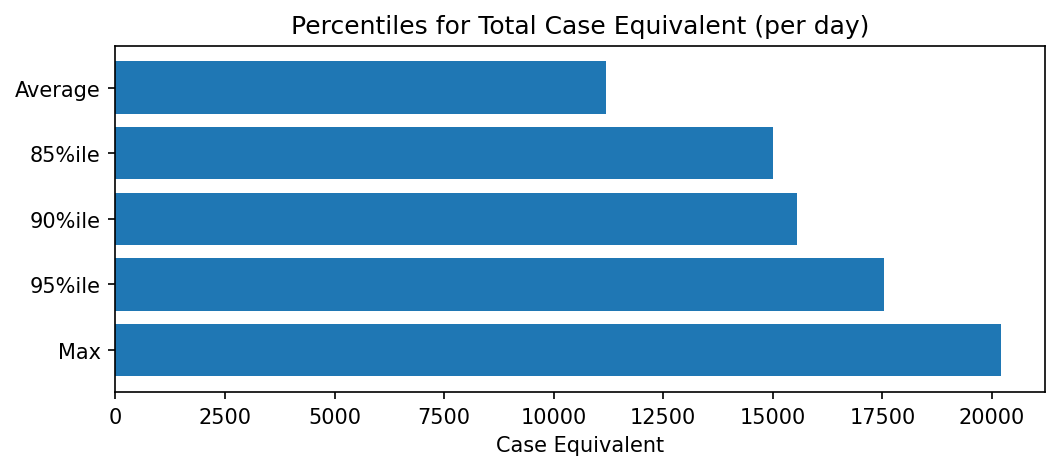 Percentiles for Total Case Equivalent (per day)
Average
85%ile
90%ile
95%ile
Max
0 2500 5000 7500 10000 12500 15000 17500 20000
Case Equivalent